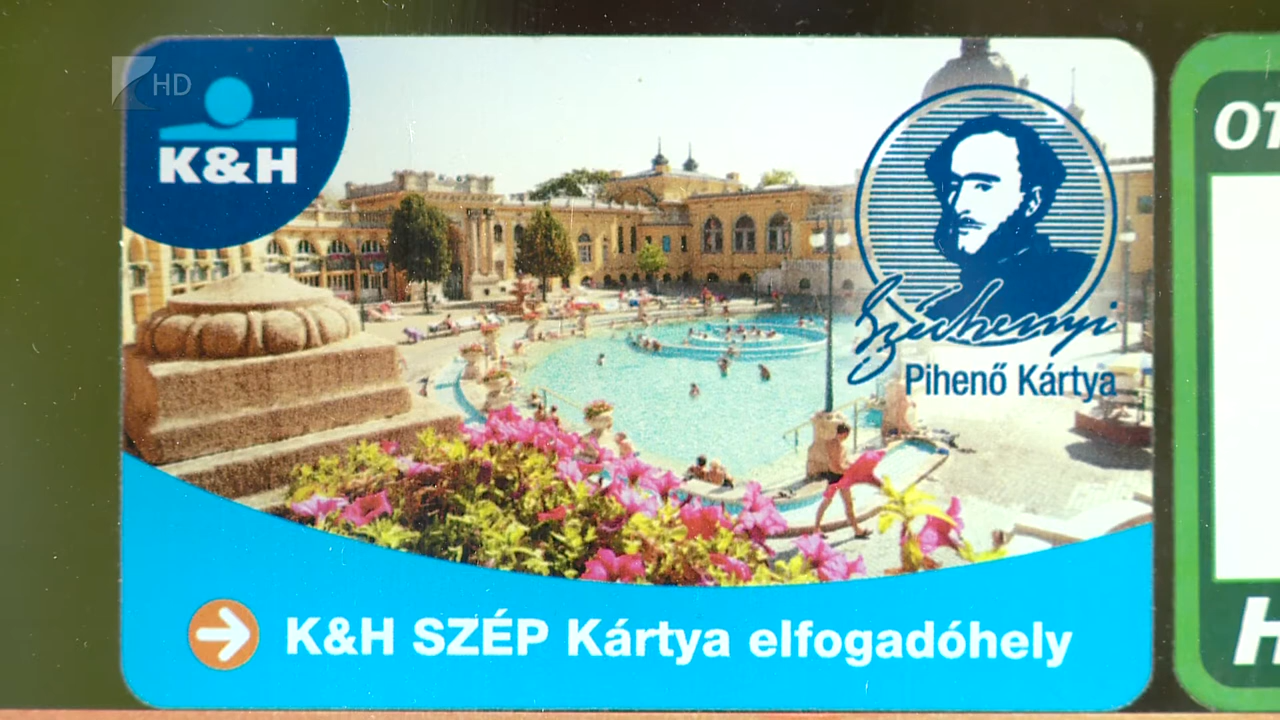 HD
K&H
Széchenyi
Pihenő Kártya
K&H SZÉP Kártya elfogadóhely
OT
H